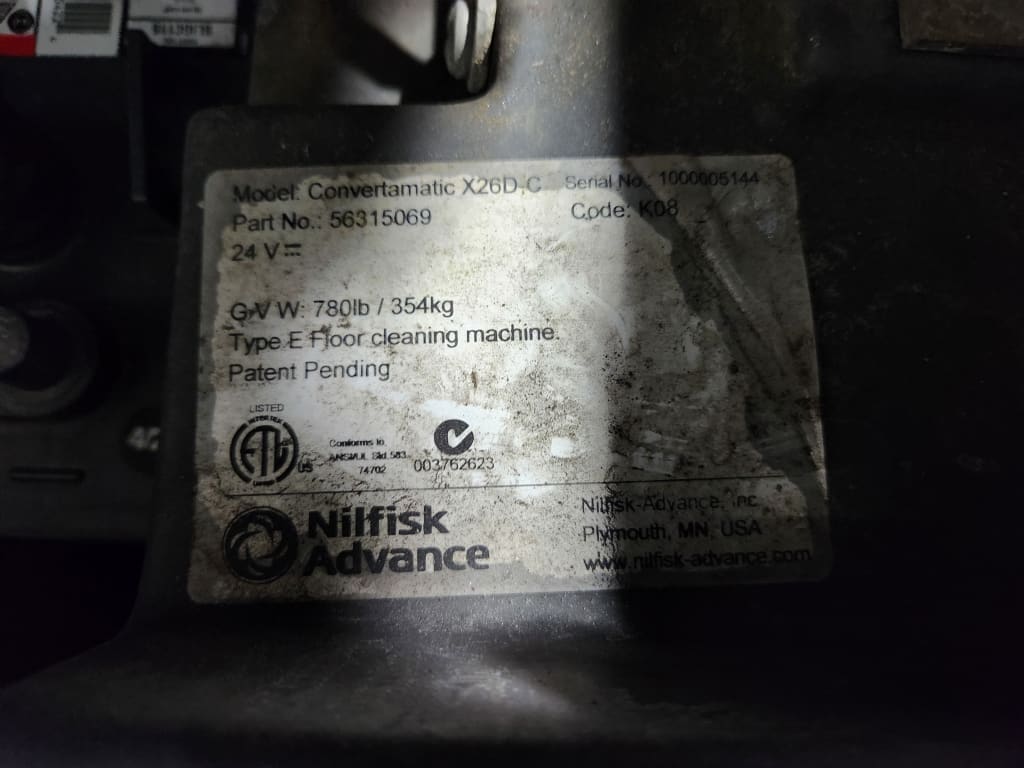 Model: Convertamatic X26D,C Serial No.: 1000005144
Part No.: 56315069 Code: K08
24 V
G V W: 780lb / 354kg
Type E Floor cleaning machine.
Patent Pending
LISTED
ETL
US
Conforms to
ANSI/UL Std.583
74702
003762623
Nilfisk
Advance
Nilfisk-Advance, Inc
Plymouth, MN, USA
www.nilfisk-advance.com